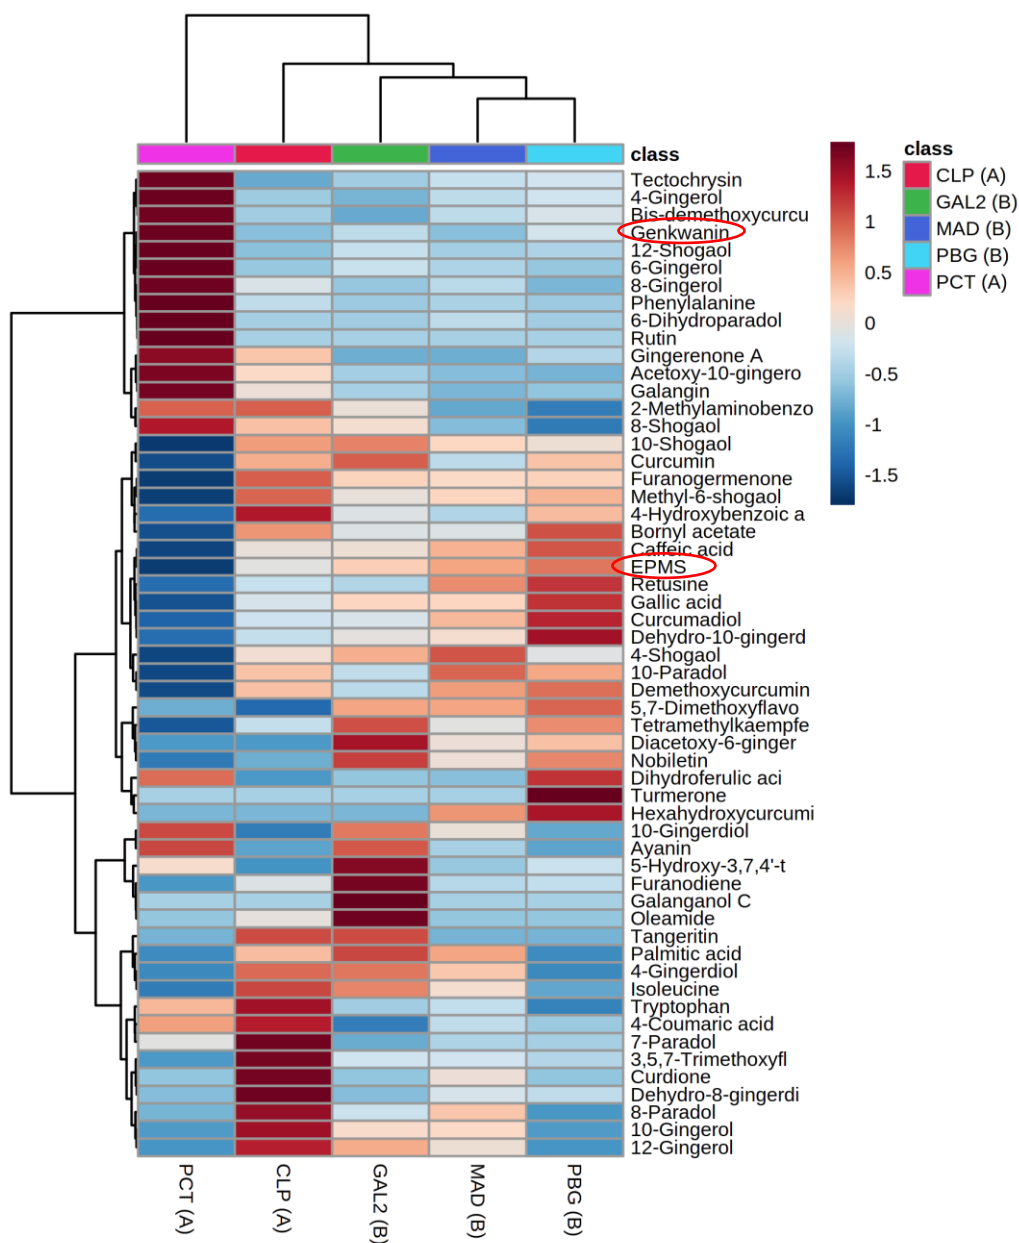 class
Tectochrysin
4-Gingerol
Bis-demethoxycurcu
Genkwanin
12-Shogaol
6-Gingerol
8-Gingerol
Phenylalanine
6-Dihydroparadol
Rutin
Gingerenone A
Acetoxy-10-gingero
Galangin
2-Methylaminobenzo
8-Shogaol
10-Shogaol
Curcumin
Furanogermenone
Methyl-6-shogaol
4-Hydroxybenzoic a
Bornyl acetate
Caffeic acid
EPMS
Retusine
Gallic acid
Curcumadiol
Dehydro-10-gingerd
4-Shogaol
10-Paradol
Demethoxycurcumin
5,7-Dimethoxyflavo
Tetramethylkaempfe
Diacetoxy-6-ginger
Nobiletin
Dihydroferulic aci
Turmerone
Hexahydroxycurcumi
10-Gingerdiol
Ayanin
5-Hydroxy-3,7,4'-t
Furanodiene
Galanganol C
Oleamide
Tangeritin
Palmitic acid
4-Gingerdiol
Isoleucine
Tryptophan
4-Coumaric acid
7-Paradol
3,5,7-Trimethoxyfl
Curdione
Dehydro-8-gingerdi
8-Paradol
10-Gingerol
12-Gingerol
PCT (A)
CLP (A)
GAL2 (B)
MAD (B)
PBG (B)
1.5
1
0.5
0
-0.5
-1
-1.5
class
CLP (A)
GAL2 (B)
MAD (B)
PBG (B)
PCT (A)